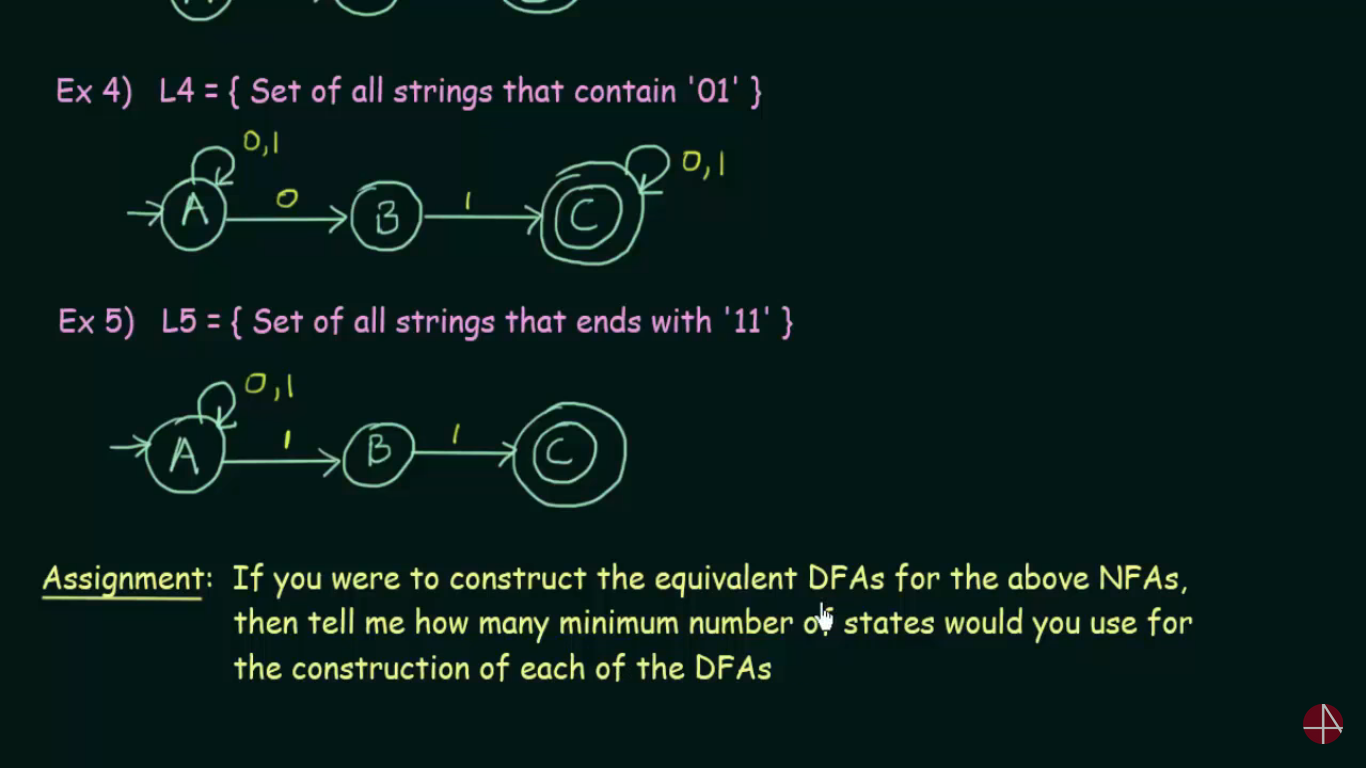 Ex 4) L4 = { Set of all strings that contain '01' }
0,1
0,1
A
0
B
1
C
Ex 5) L5 = { Set of all strings that ends with '11' }
0,1
A
1
B
1
C
Assignment: If you were to construct the equivalent DFAs for the above NFAs,
then tell me how many minimum number of states would you use for
the construction of each of the DFAs